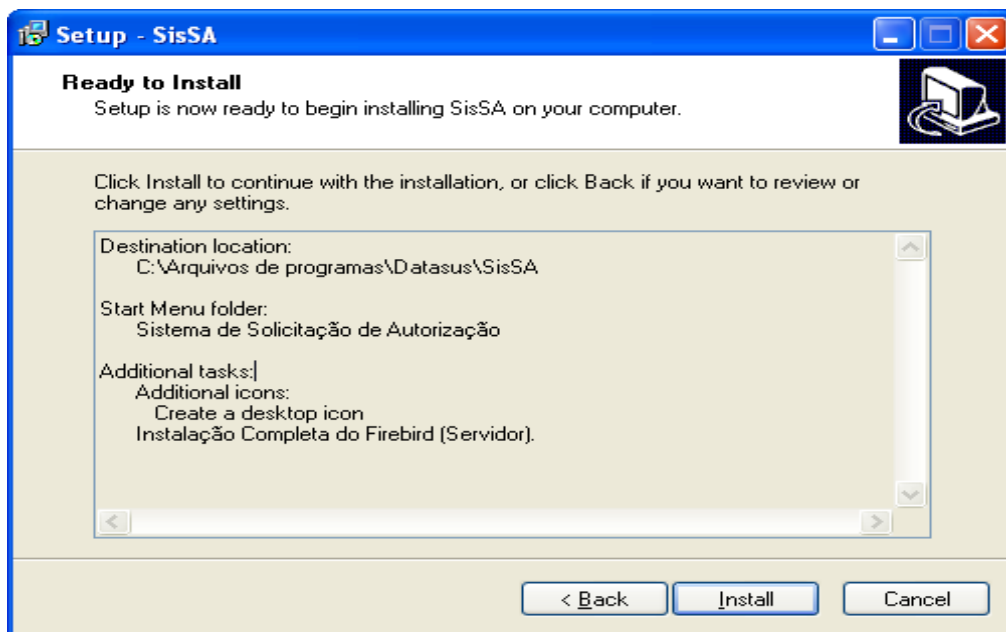 Setup - SisSA
Ready to Install
Setup is now ready to begin installing SisSA on your computer.
Click Install to continue with the installation, or click Back if you want to review or
change any settings.
Destination location:
C:\Arquivos de programas\Datasus\SisSA
Start Menu folder:
Sistema de Solicitação de Autorização
Additional tasks:
Additional icons:
Create a desktop icon
Instalação Completa do Firebird (Servidor).
< Back
Install
Cancel